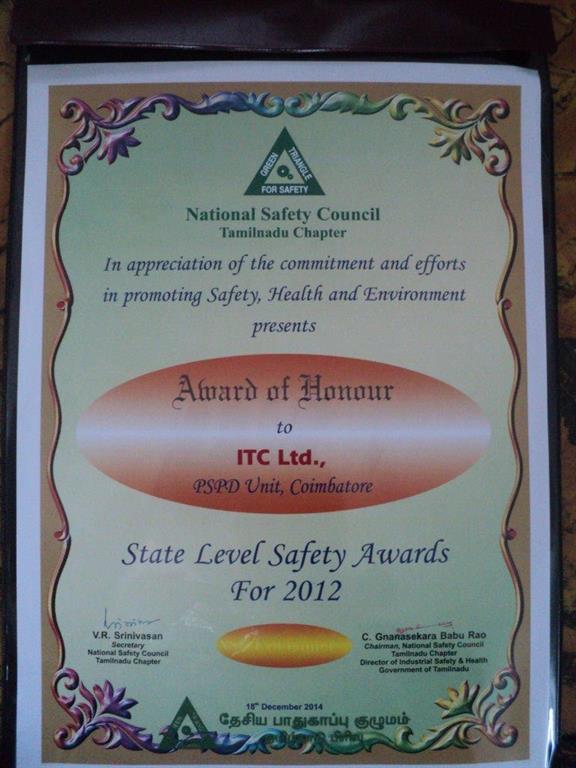 GREEN TRIANGLE
FOR SAFETY
National Safety Council
Tamilnadu Chapter
In appreciation of the commitment and efforts
in promoting Safety, Health and Environment
presents
Award of Honour
to
ITC Ltd.,
PSPD Unit, Coimbatore
State Level Safety Awards
For 2012
V.R. Srinivasan
Secretary
National Safety Council
Tamilnadu Chapter
C. Gnanasekara Babu Rao
Chairman, National Safety Council
Tamilnadu Chapter
Director of Industrial Safety & Health
Government of Tamilnadu
18th December 2014
தேசிய பாதுகாப்பு குழுமம்
பிரிவு